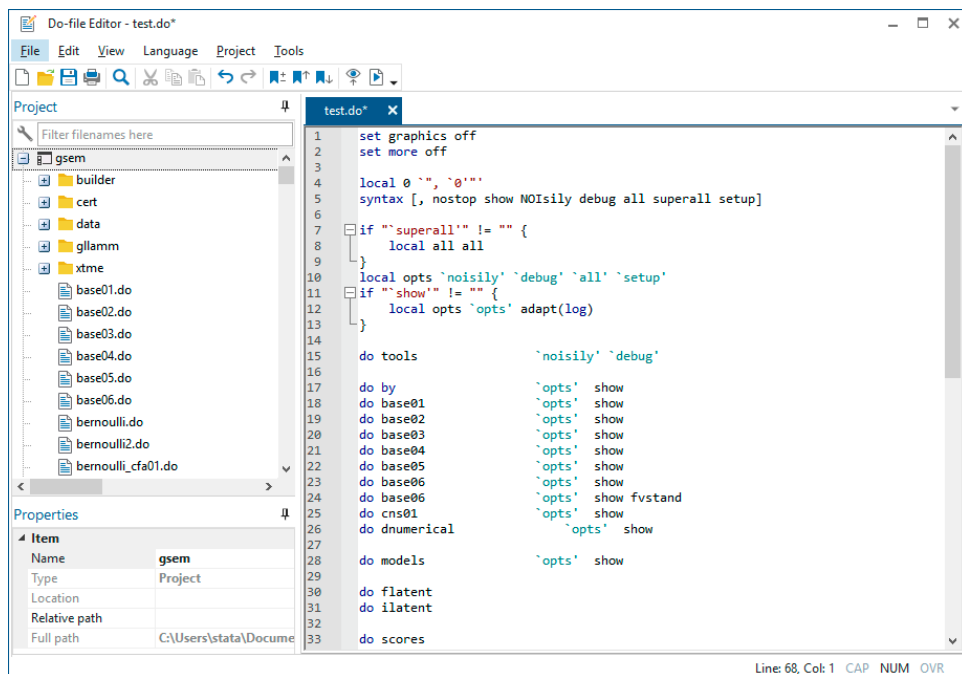 Do-file Editor - test.do*
File Edit View Language Project Tools
Project
Filter filenames here
gsem
builder
cert
data
gllamm
xtme
base01.do
base02.do
base03.do
base04.do
base05.do
base06.do
bernoulli.do
bernoulli2.do
bernoulli_cfa01.do
Properties
Item
Name gsem
Type Project
Location
Relative path
Full path C:\Users\stata\Docume
test.do*
1 set graphics off
2 set more off
3
4 local 0 `", `0'"'
5 syntax [, nostop show NOIsily debug all superall setup]
6
7 if "`superall'" != "" {
8 local all all
9 }
10 local opts `noisily' `debug' `all' `setup'
11 if "`show'" != "" {
12 local opts `opts' adapt(log)
13 }
14
15 do tools `noisily' `debug'
16
17 do by `opts' show
18 do base01 `opts' show
19 do base02 `opts' show
20 do base03 `opts' show
21 do base04 `opts' show
22 do base05 `opts' show
23 do base06 `opts' show
24 do base06 `opts' show fvstand
25 do cns01 `opts' show
26 do dnumerical `opts' show
27
28 do models `opts' show
29
30 do flatent
31 do ilatent
32
33 do scores
Line: 68, Col: 1 CAP NUM OVR